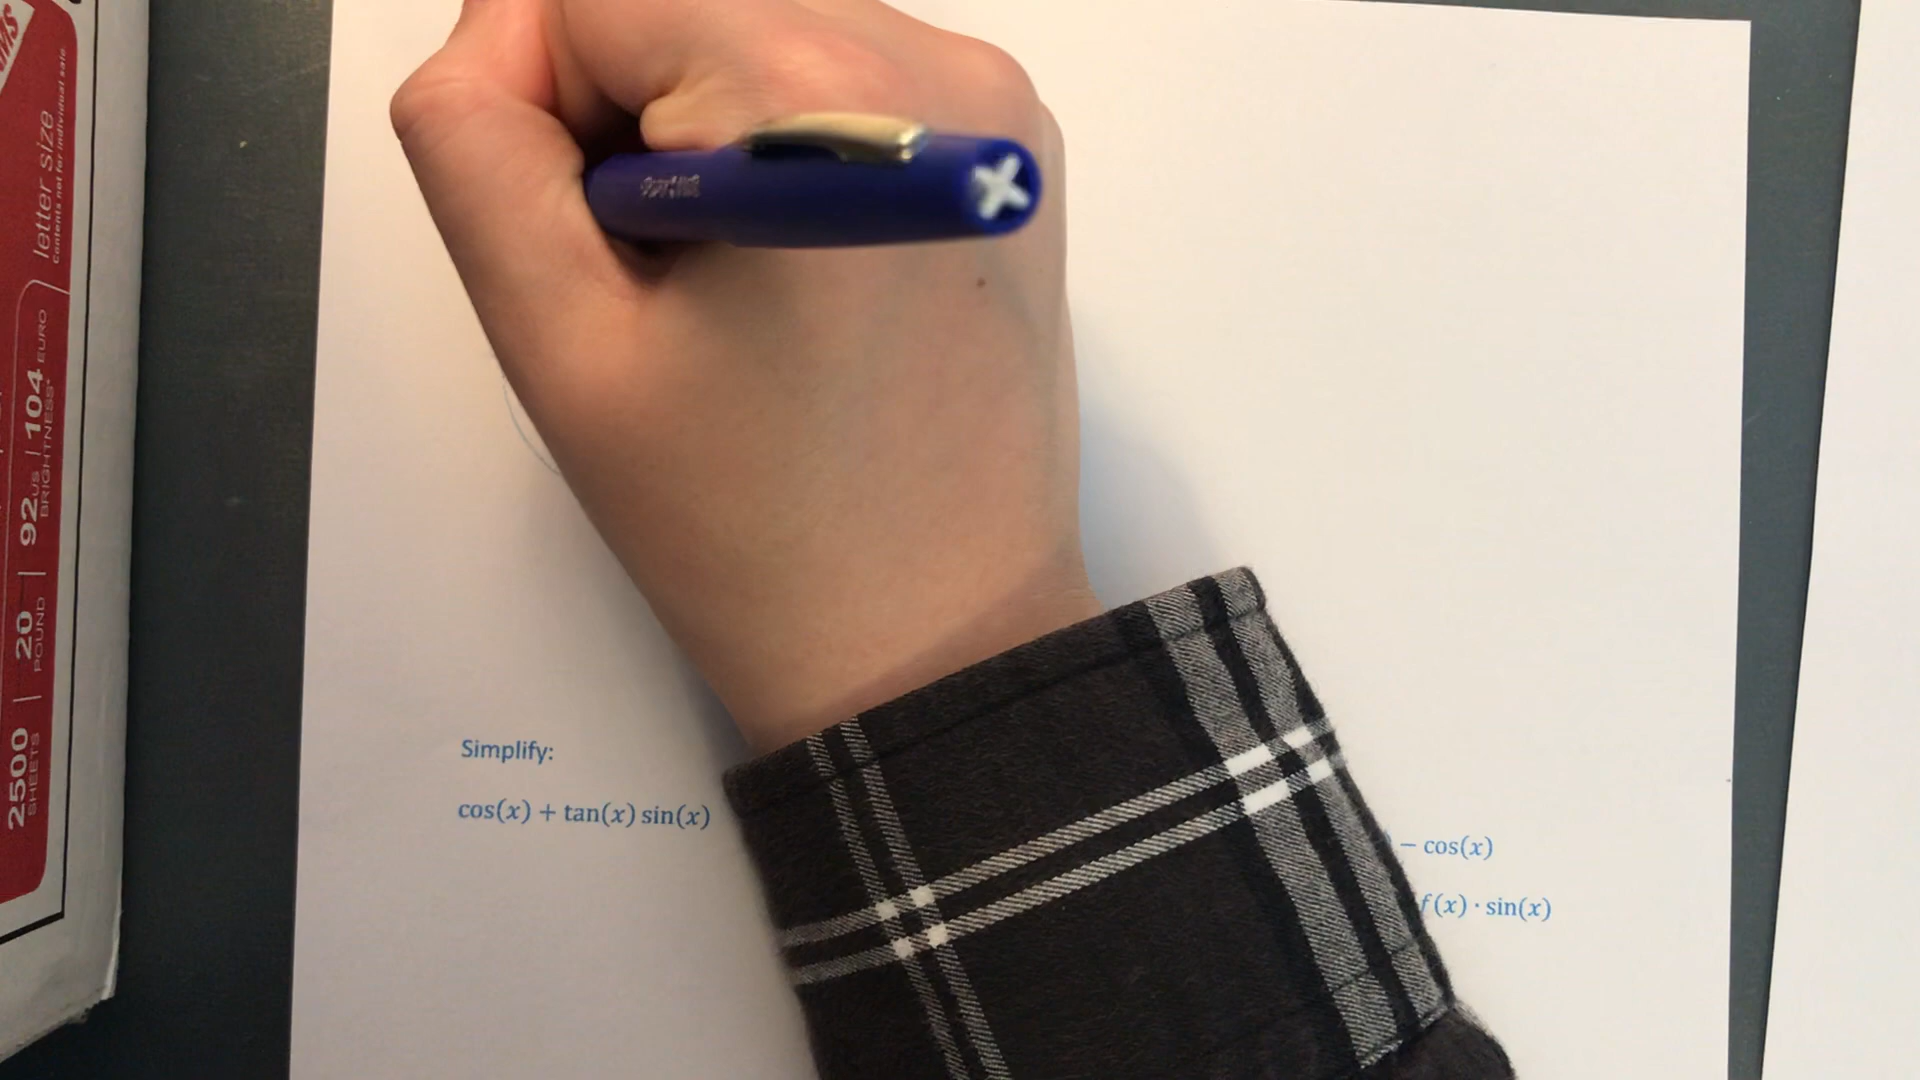 letter size
Contents not for individual sale.
2500 SHEETS | 20 POUND | 92 US | 104 EURO
BRIGHTNESS*
Simplify:
cos(x) + tan(x) sin(x)
− cos(x)
f(x) · sin(x)